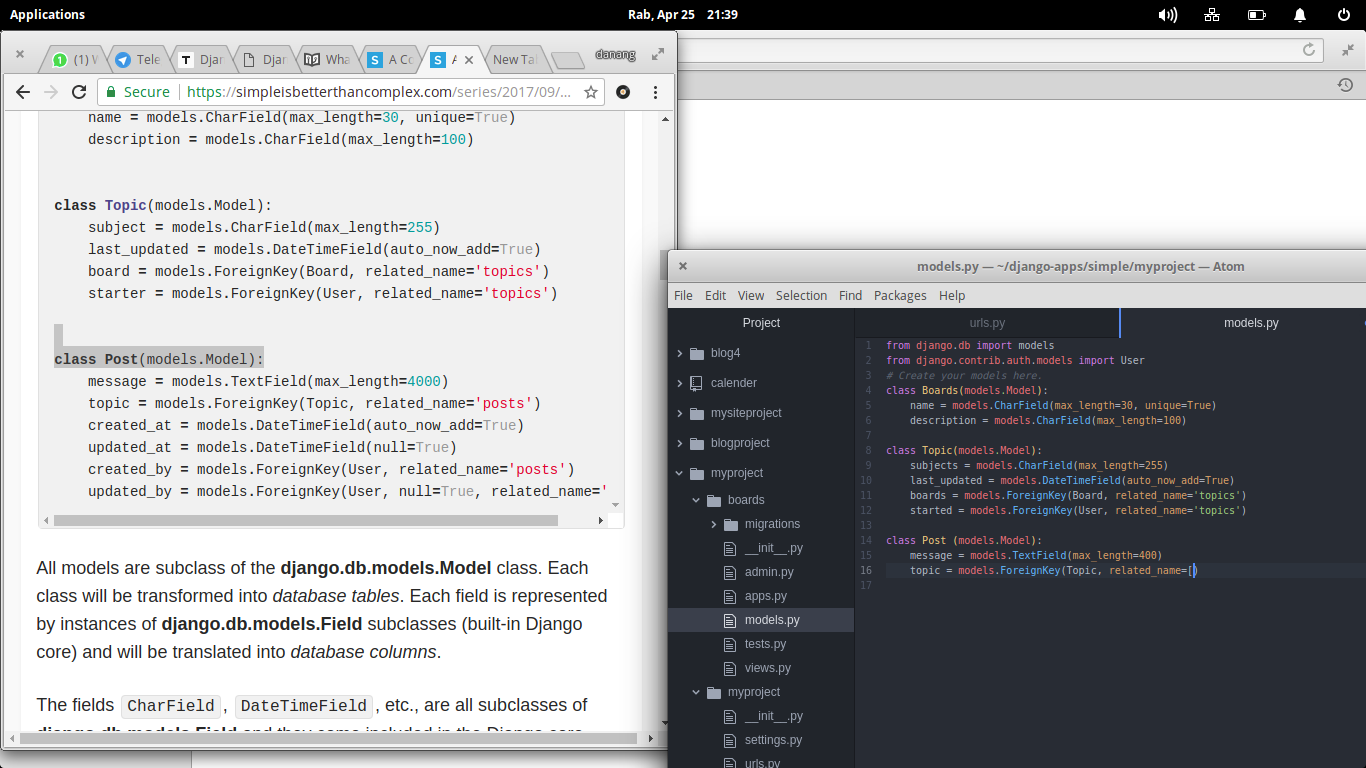 Applications
Rab, Apr 25 21:39
(1) W
Tele
Djan
Djar
Wha
A Co
A
New Tal
danang
Secure
https://simpleisbetterthancomplex.com/series/2017/09/...
name = models.CharField(max_length=30, unique=True)
description = models.CharField(max_length=100)
class Topic(models.Model):
subject = models.CharField(max_length=255)
last_updated = models.DateTimeField(auto_now_add=True)
board = models.ForeignKey(Board, related_name='topics')
starter = models.ForeignKey(User, related_name='topics')
class Post(models.Model):
message = models.TextField(max_length=4000)
topic = models.ForeignKey(Topic, related_name='posts')
created_at = models.DateTimeField(auto_now_add=True)
updated_at = models.DateTimeField(null=True)
created_by = models.ForeignKey(User, related_name='posts')
updated_by = models.ForeignKey(User, null=True, related_name='
All models are subclass of the django.db.models.Model class. Each
class will be transformed into database tables. Each field is represented
by instances of django.db.models.Field subclasses (built-in Django
core) and will be translated into database columns.
The fields CharField, DateTimeField, etc., are all subclasses of
django.db.models.Field and they come included in the Django core
models.py — ~/django-apps/simple/myproject — Atom
File Edit View Selection Find Packages Help
Project
blog4
calender
mysiteproject
blogproject
myproject
boards
migrations
__init__.py
admin.py
apps.py
models.py
tests.py
views.py
myproject
__init__.py
settings.py
urls.py
urls.py
models.py
1 from django.db import models
2 from django.contrib.auth.models import User
3 # Create your models here.
4 class Boards(models.Model):
5 name = models.CharField(max_length=30, unique=True)
6 description = models.CharField(max_length=100)
7
8 class Topic(models.Model):
9 subjects = models.CharField(max_length=255)
10 last_updated = models.DateTimeField(auto_now_add=True)
11 boards = models.ForeignKey(Board, related_name='topics')
12 started = models.ForeignKey(User, related_name='topics')
13
14 class Post (models.Model):
15 message = models.TextField(max_length=400)
16 topic = models.ForeignKey(Topic, related_name=[)
17